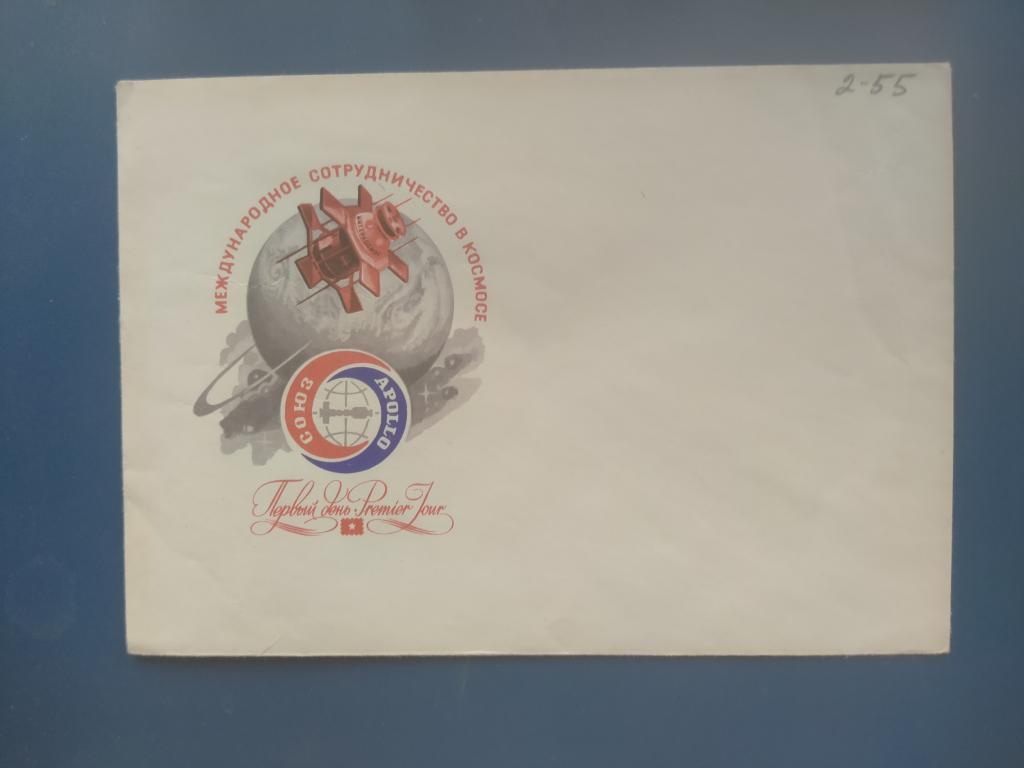 2-55
МЕЖДУНАРОДНОЕ СОТРУДНИЧЕСТВО В КОСМОСЕ
СОЮЗ
APOLLO
Первый день · Premier Jour